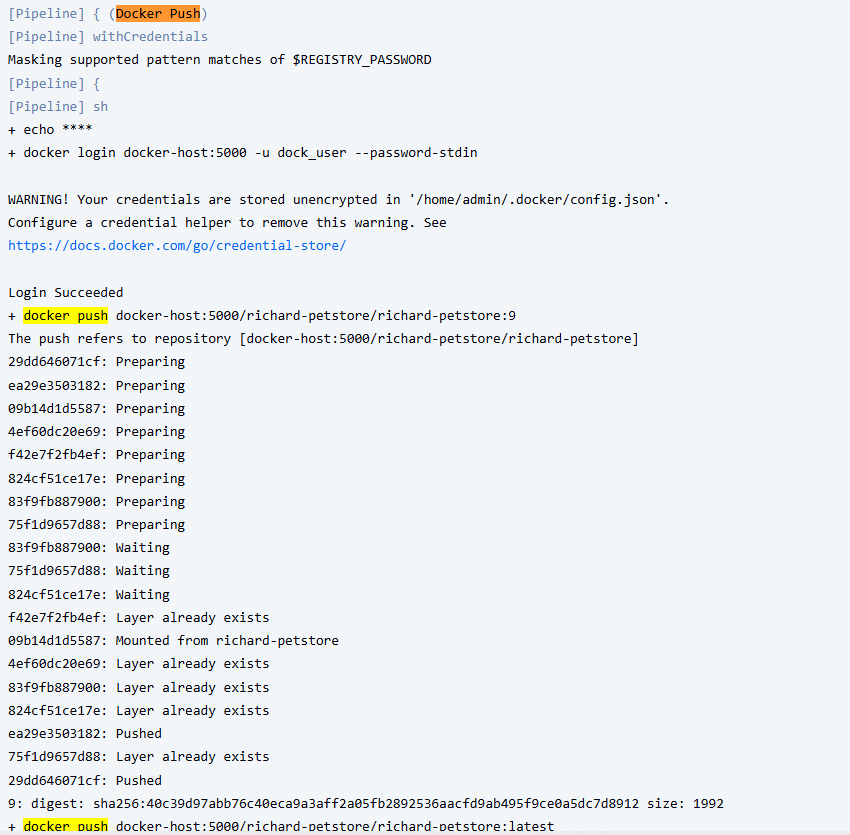 [Pipeline] { (Docker Push)
[Pipeline] withCredentials
Masking supported pattern matches of $REGISTRY_PASSWORD
[Pipeline] {
[Pipeline] sh
+ echo ****
+ docker login docker-host:5000 -u dock_user --password-stdin
WARNING! Your credentials are stored unencrypted in '/home/admin/.docker/config.json'.
Configure a credential helper to remove this warning. See
https://docs.docker.com/go/credential-store/
Login Succeeded
+ docker push docker-host:5000/richard-petstore/richard-petstore:9
The push refers to repository [docker-host:5000/richard-petstore/richard-petstore]
29dd646071cf: Preparing
ea29e3503182: Preparing
09b14d1d5587: Preparing
4ef60dc20e69: Preparing
f42e7f2fb4ef: Preparing
824cf51ce17e: Preparing
83f9fb887900: Preparing
75f1d9657d88: Preparing
83f9fb887900: Waiting
75f1d9657d88: Waiting
824cf51ce17e: Waiting
f42e7f2fb4ef: Layer already exists
09b14d1d5587: Mounted from richard-petstore
4ef60dc20e69: Layer already exists
83f9fb887900: Layer already exists
824cf51ce17e: Layer already exists
ea29e3503182: Pushed
75f1d9657d88: Layer already exists
29dd646071cf: Pushed
9: digest: sha256:40c39d97abb76c40eca9a3aff2a05fb2892536aacfd9ab495f9ce0a5dc7d8912 size: 1992
+ docker push docker-host:5000/richard-petstore/richard-petstore:latest